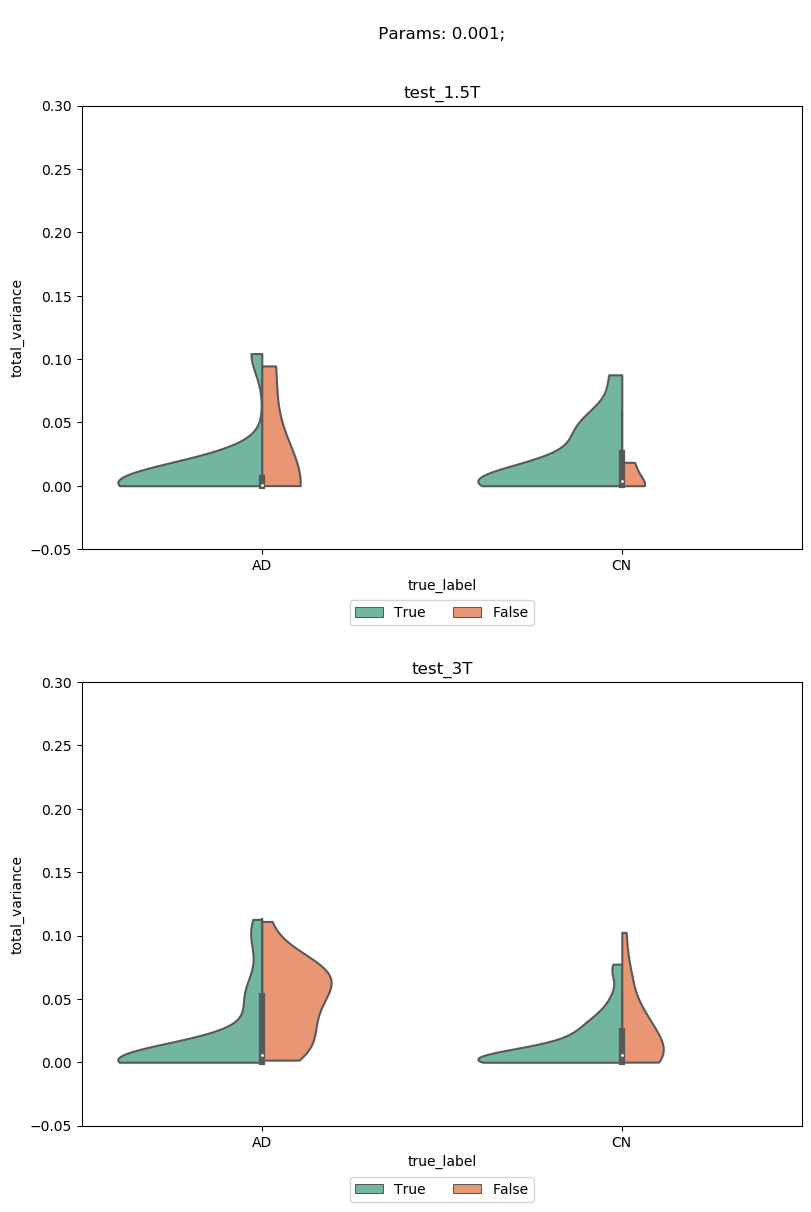 Params: 0.001;
test_1.5T
0.30
0.25
0.20
0.15
0.10
0.05
0.00
−0.05
total_variance
AD CN
true_label
True False
test_3T
0.30
0.25
0.20
0.15
0.10
0.05
0.00
−0.05
total_variance
AD CN
true_label
True False